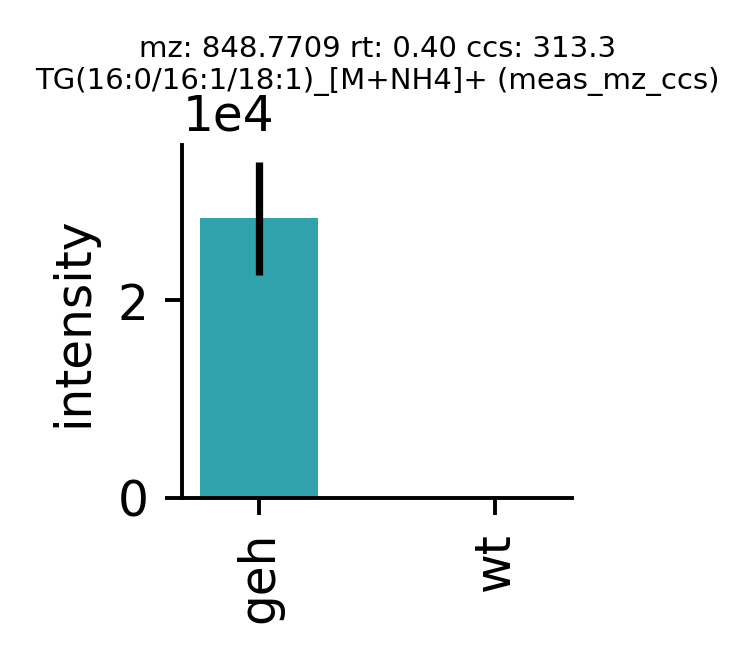 mz: 848.7709 rt: 0.40 ccs: 313.3
TG(16:0/16:1/18:1)_[M+NH4]+ (meas_mz_ccs)
1e4
intensity
2
0
geh
wt